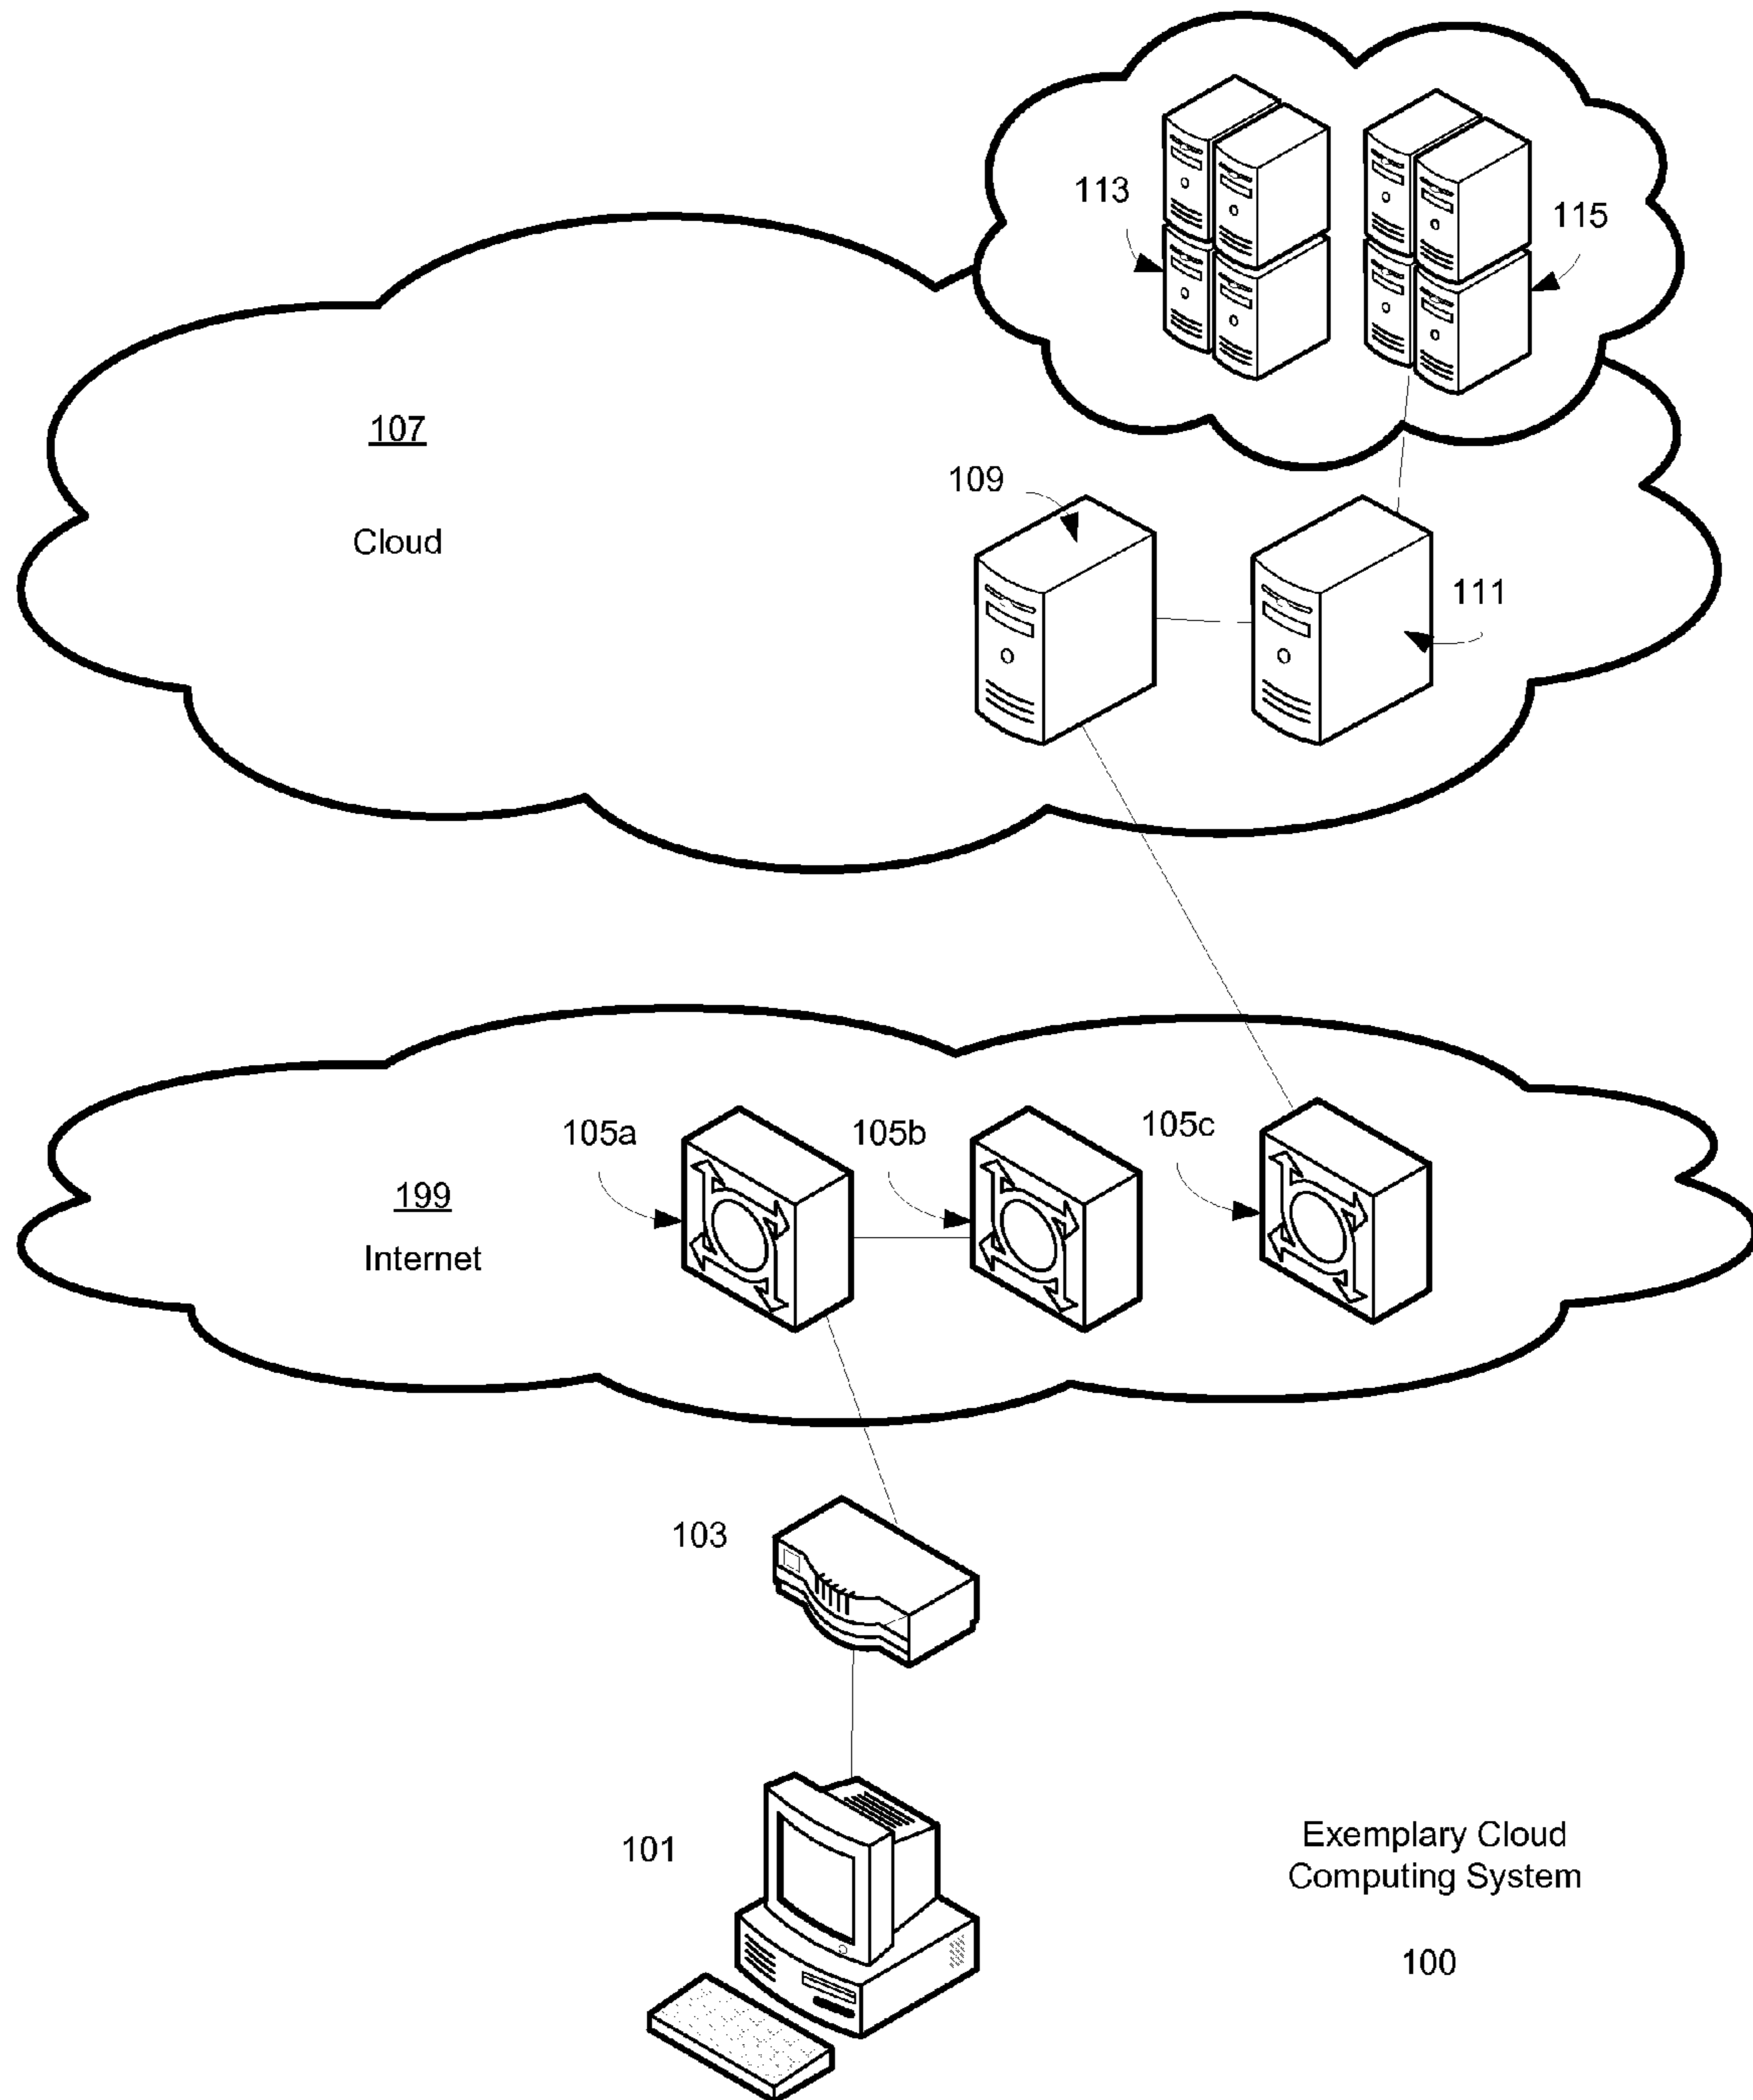 113
115
107
Cloud
109
111
105a
105b
105c
199
Internet
103
101
Exemplary Cloud
Computing System
100